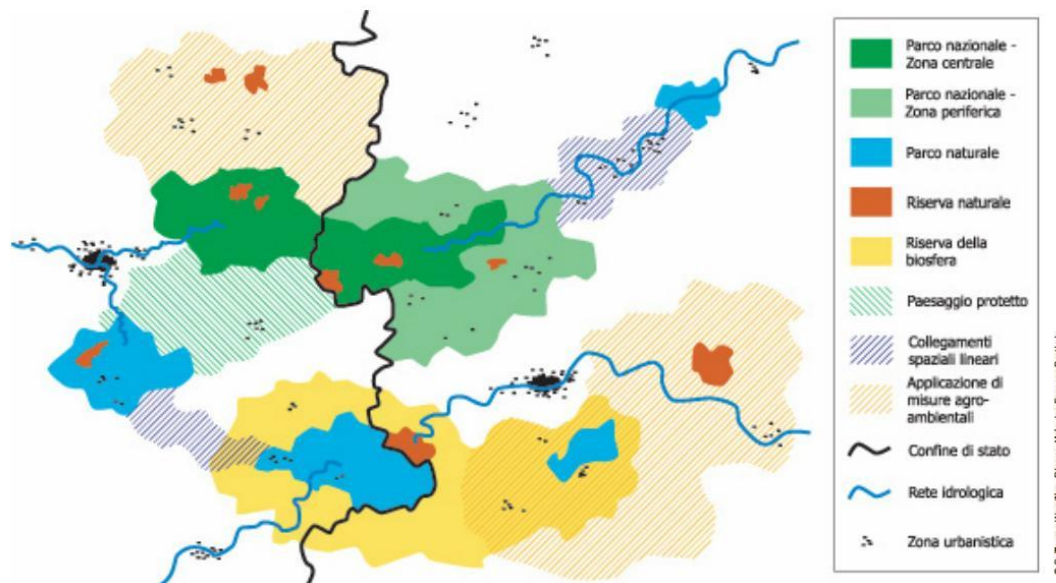 Parco nazionale -
Zona centrale
Parco nazionale -
Zona periferica
Parco naturale
Riserva naturale
Riserva della
biosfera
Paesaggio protetto
Collegamenti
spaziali lineari
Applicazione di
misure agro-
ambientali
Confine di stato
Rete idrologica
Zona urbanistica